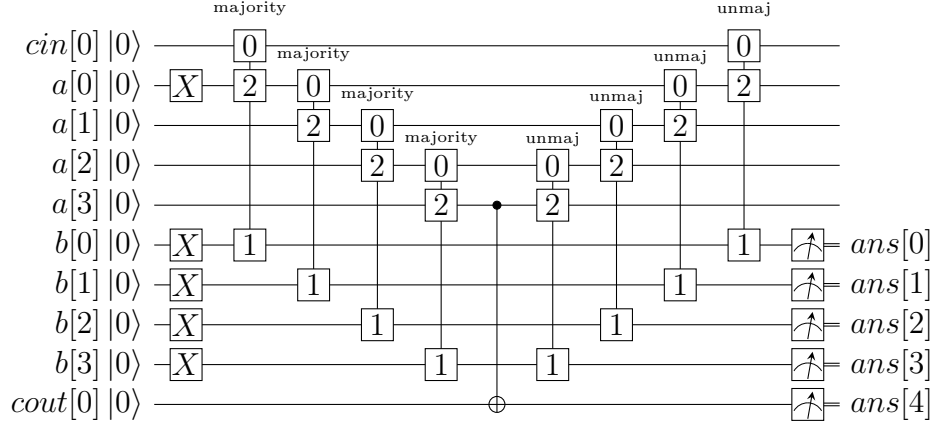 majority unmaj
cin[0] |0⟩ 0 0
majority unmaj
a[0] |0⟩ X 2 0 0 2
majority unmaj
a[1] |0⟩ 2 0 0 2
majority unmaj
a[2] |0⟩ 2 0 0 2
a[3] |0⟩ 2 2
b[0] |0⟩ X 1 1 ans[0]
b[1] |0⟩ X 1 1 ans[1]
b[2] |0⟩ X 1 1 ans[2]
b[3] |0⟩ X 1 1 ans[3]
cout[0] |0⟩ ans[4]